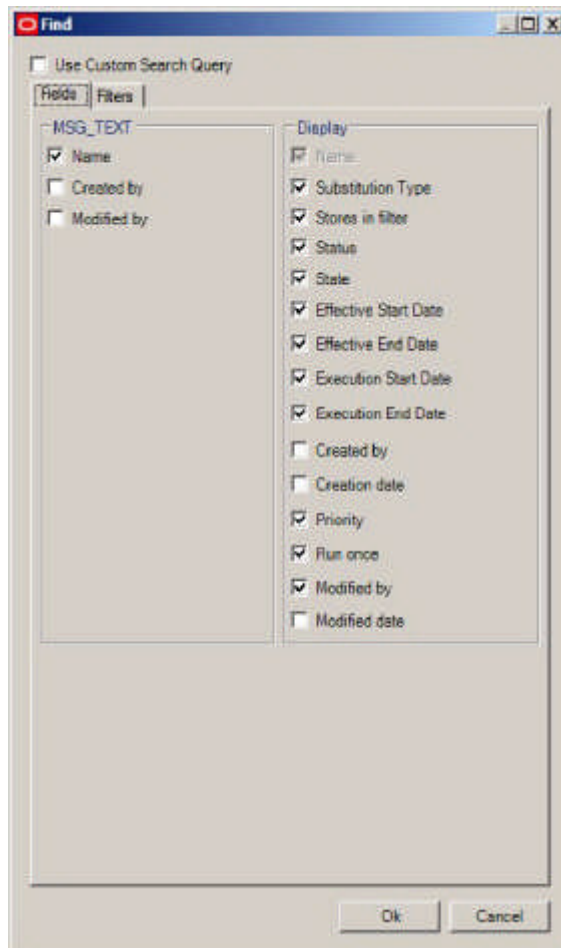 Find
Use Custom Search Query
Fields Filters
MSG_TEXT
Name
Created by
Modified by
Display
Name
Substitution Type
Stores in filter
Status
State
Effective Start Date
Effective End Date
Execution Start Date
Execution End Date
Created by
Creation date
Priority
Run once
Modified by
Modified date
Ok Cancel